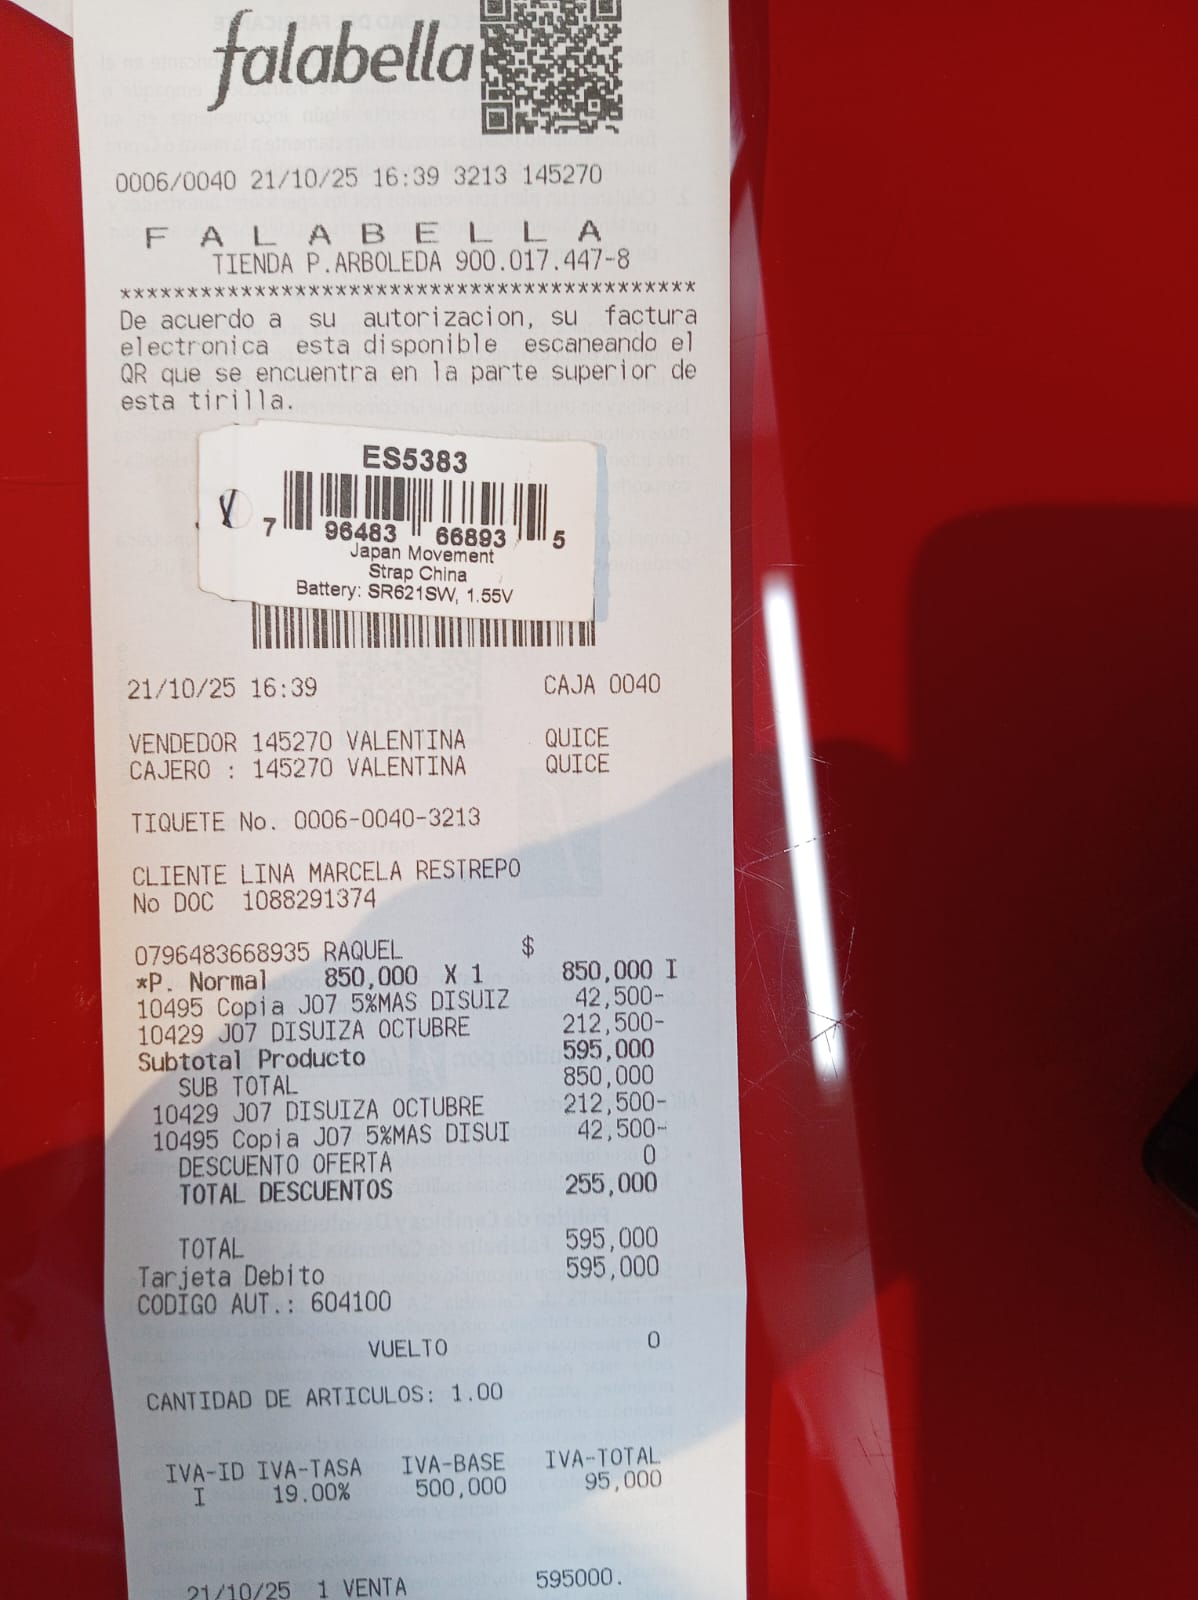 falabella
0006/0040 21/10/25 16:39 3213 145270
F A L A B E L L A
TIENDA P.ARBOLEDA 900.017.447-8
*******************************************
De acuerdo a su autorizacion, su factura
electronica esta disponible escaneando el
QR que se encuentra en la parte superior de
esta tirilla.
ES5383
7 96483 66893 5
Japan Movement
Strap China
Battery: SR621SW, 1.55V
21/10/25 16:39 CAJA 0040
VENDEDOR 145270 VALENTINA QUICE
CAJERO : 145270 VALENTINA QUICE
TIQUETE No. 0006-0040-3213
CLIENTE LINA MARCELA RESTREPO
No DOC 1088291374
0796483668935 RAQUEL $
*P. Normal 850,000 X 1 850,000 I
10495 Copia J07 5%MAS DISUIZ 42,500-
10429 J07 DISUIZA OCTUBRE 212,500-
Subtotal Producto 595,000
SUB TOTAL 850,000
10429 J07 DISUIZA OCTUBRE 212,500-
10495 Copia J07 5%MAS DISUI 42,500-
DESCUENTO OFERTA 0
TOTAL DESCUENTOS 255,000
TOTAL 595,000
Tarjeta Debito 595,000
CODIGO AUT.: 604100
VUELTO 0
CANTIDAD DE ARTICULOS: 1.00
IVA-ID IVA-TASA IVA-BASE IVA-TOTAL
I 19.00% 500,000 95,000
21/10/25 1 VENTA 595000.